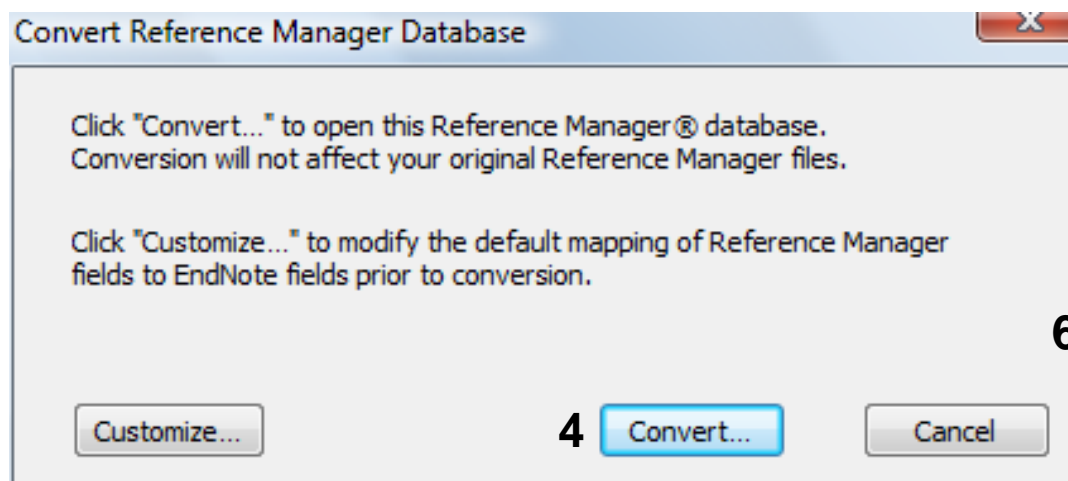 Convert Reference Manager Database
X
Click "Convert..." to open this Reference Manager® database.
Conversion will not affect your original Reference Manager files.
Click "Customize..." to modify the default mapping of Reference Manager
fields to EndNote fields prior to conversion.
6
Customize... 4 Convert... Cancel